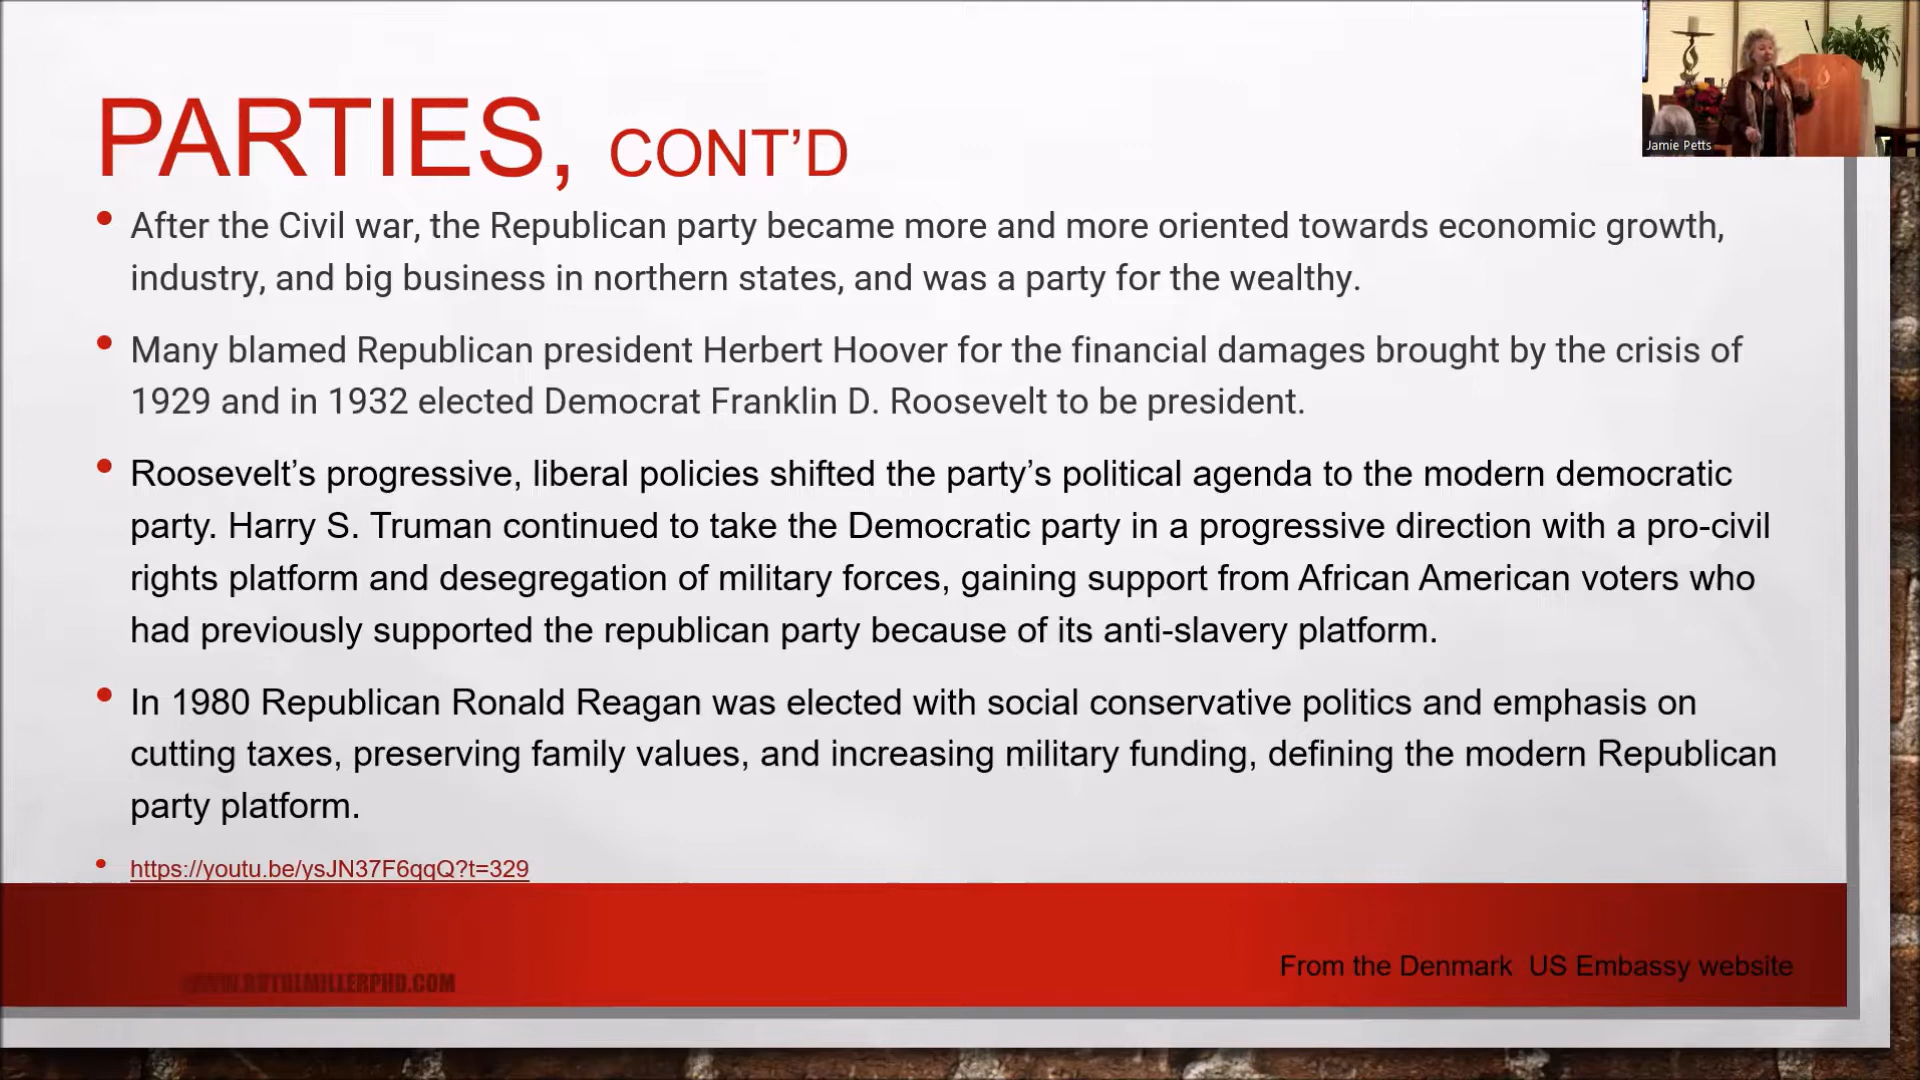 PARTIES, CONT’D
• After the Civil war, the Republican party became more and more oriented towards economic growth,
industry, and big business in northern states, and was a party for the wealthy.
• Many blamed Republican president Herbert Hoover for the financial damages brought by the crisis of
1929 and in 1932 elected Democrat Franklin D. Roosevelt to be president.
• Roosevelt’s progressive, liberal policies shifted the party’s political agenda to the modern democratic
party. Harry S. Truman continued to take the Democratic party in a progressive direction with a pro-civil
rights platform and desegregation of military forces, gaining support from African American voters who
had previously supported the republican party because of its anti-slavery platform.
• In 1980 Republican Ronald Reagan was elected with social conservative politics and emphasis on
cutting taxes, preserving family values, and increasing military funding, defining the modern Republican
party platform.
• https://youtu.be/ysJN37F6qqQ?t=329
From the Denmark US Embassy website
WWW.RUTHLMILLERPHD.COM
Jamie Petts